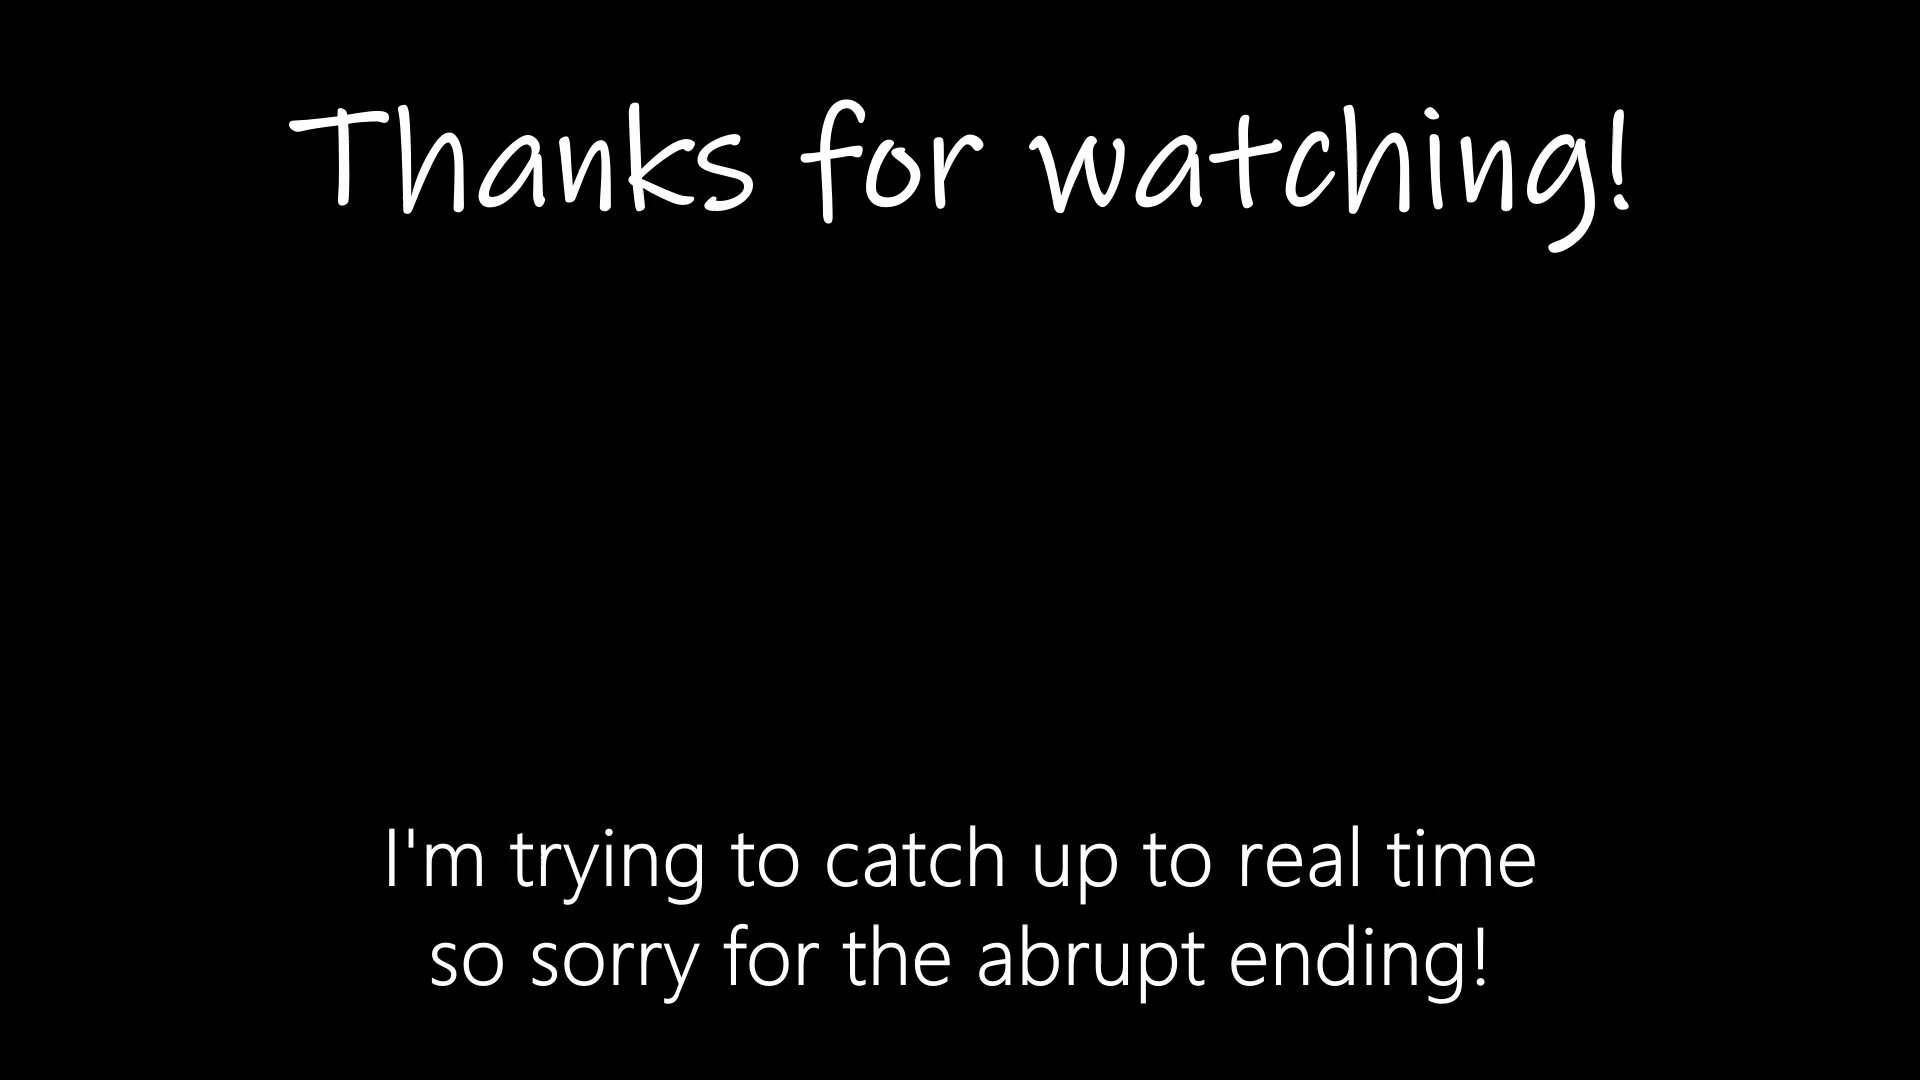 Thanks for watching!
I'm trying to catch up to real time
so sorry for the abrupt ending!